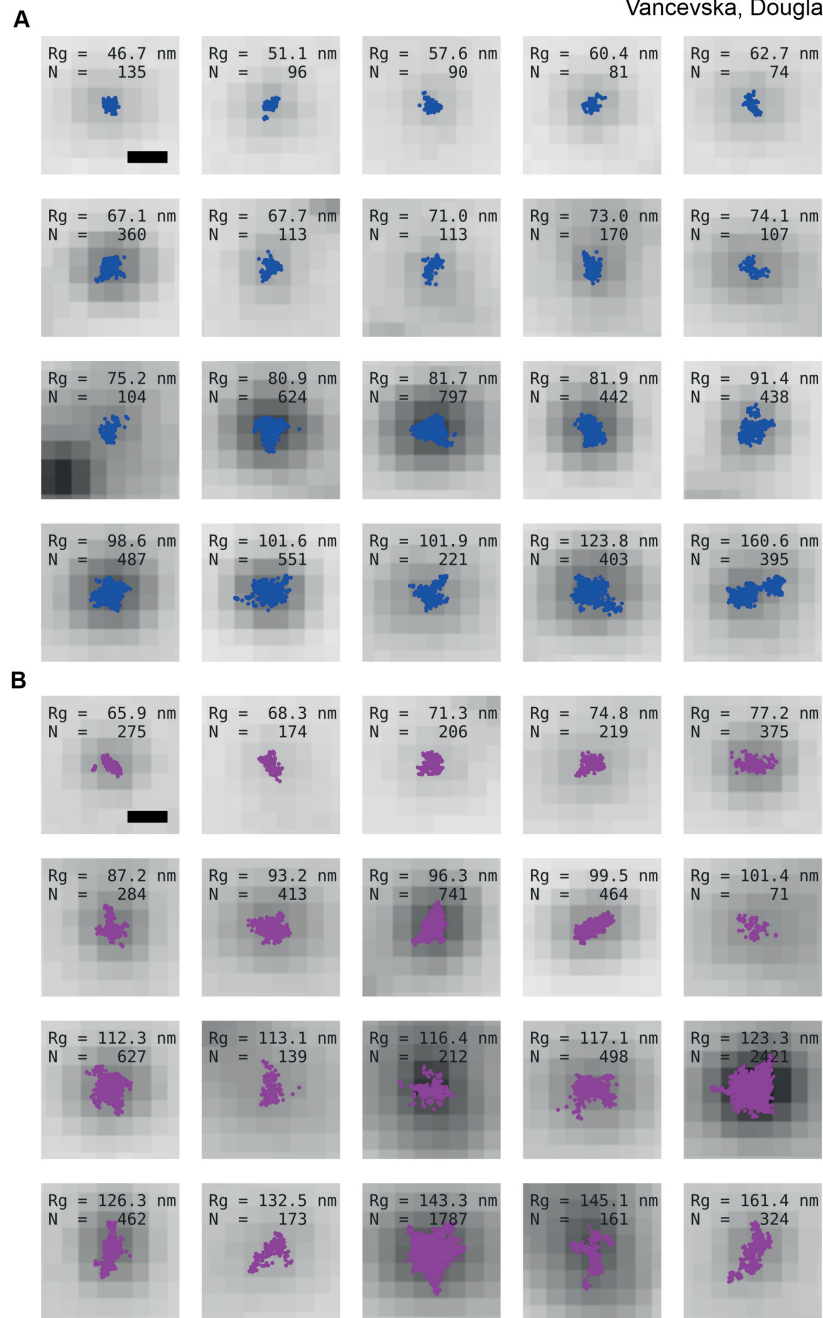 Vancevska, Dougla
A
Rg = 46.7 nm
N = 135
Rg = 51.1 nm
N = 96
Rg = 57.6 nm
N = 90
Rg = 60.4 nm
N = 81
Rg = 62.7 nm
N = 74
Rg = 67.1 nm
N = 360
Rg = 67.7 nm
N = 113
Rg = 71.0 nm
N = 113
Rg = 73.0 nm
N = 170
Rg = 74.1 nm
N = 107
Rg = 75.2 nm
N = 104
Rg = 80.9 nm
N = 624
Rg = 81.7 nm
N = 797
Rg = 81.9 nm
N = 442
Rg = 91.4 nm
N = 438
Rg = 98.6 nm
N = 487
Rg = 101.6 nm
N = 551
Rg = 101.9 nm
N = 221
Rg = 123.8 nm
N = 403
Rg = 160.6 nm
N = 395
B
Rg = 65.9 nm
N = 275
Rg = 68.3 nm
N = 174
Rg = 71.3 nm
N = 206
Rg = 74.8 nm
N = 219
Rg = 77.2 nm
N = 375
Rg = 87.2 nm
N = 284
Rg = 93.2 nm
N = 413
Rg = 96.3 nm
N = 741
Rg = 99.5 nm
N = 464
Rg = 101.4 nm
N = 71
Rg = 112.3 nm
N = 627
Rg = 113.1 nm
N = 139
Rg = 116.4 nm
N = 212
Rg = 117.1 nm
N = 498
Rg = 123.3 nm
N = 2421
Rg = 126.3 nm
N = 462
Rg = 132.5 nm
N = 173
Rg = 143.3 nm
N = 1787
Rg = 145.1 nm
N = 161
Rg = 161.4 nm
N = 324